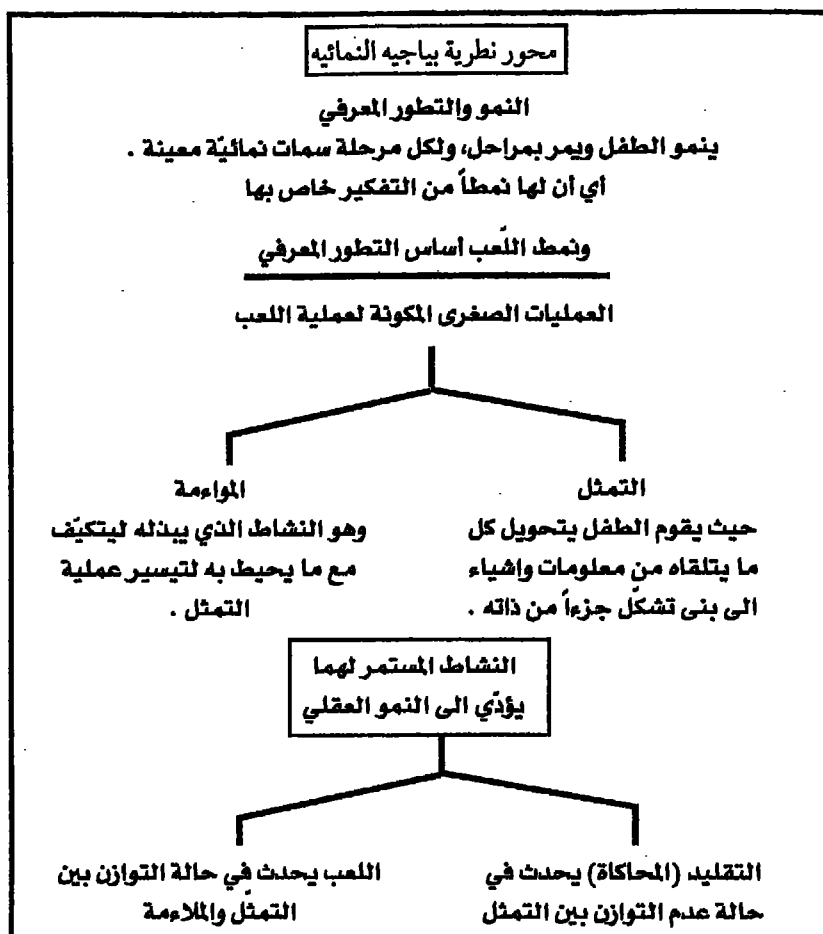 محور نطرية بياجيه النمائيه
النمو والتطور المعرفي
ينمو الطفل ويمر بمراحل، ولكل مرحلة سمات نمائيّة معينة .
أي أن لها نمطاً من التفكير خاص بها
ونمط اللّعب أساس التطور المعرفي
العمليات الصغرى المكونة لعملية اللعب
التمثل
حيث يقوم الطفل يتحويل كل
ما يتلقاه من معلومات واشياء
الى بنى تشكّل جزءاً من ذاته .
المواءمة
وهو النشاط الذي يبذله ليتكيّف
مع ما يحيط به لتيسير عملية
التمثل .
النشاط المستمر لهما
يؤدّي الى النمو العقلي
التقليد (المحاكاة) يحدث في
حالة عدم التوازن بين التمثل
اللعب يحدث في حالة التوازن بين
التمثّل والملاءمة